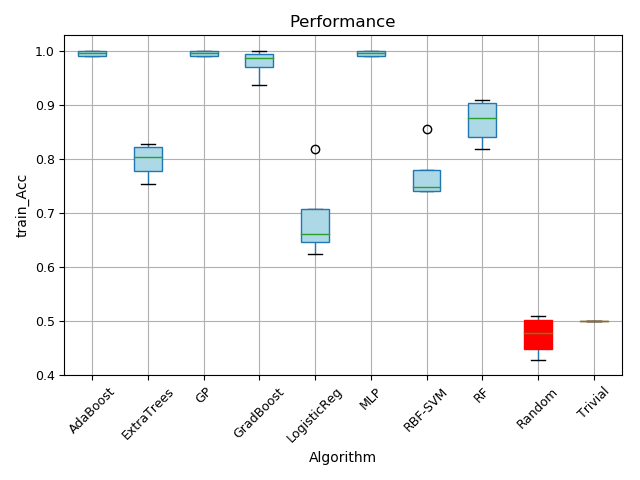 Performance
train_Acc
1.0
0.9
0.8
0.7
0.6
0.5
0.4
AdaBoost
ExtraTrees
GP
GradBoost
LogisticReg
MLP
RBF-SVM
RF
Random
Trivial
Algorithm